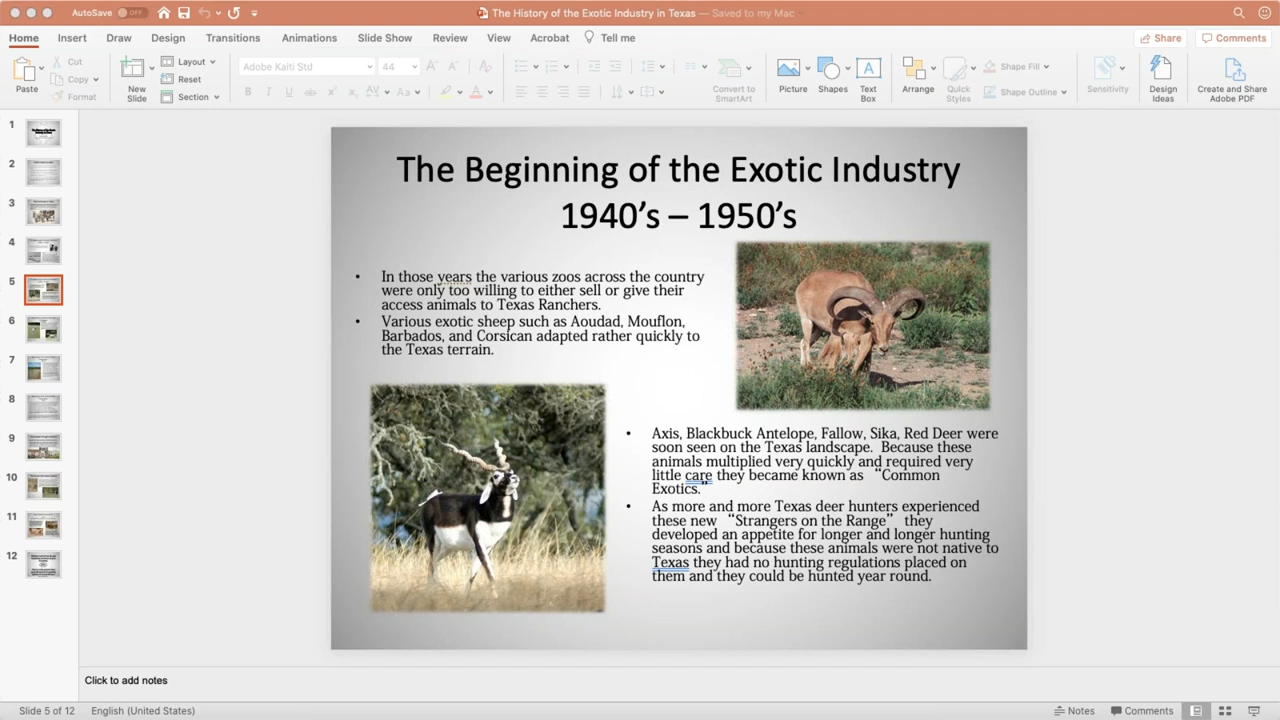 AutoSave OFF
The History of the Exotic Industry in Texas — Saved to my Mac
Home Insert Draw Design Transitions Animations Slide Show Review View Acrobat Tell me
Share Comments
Paste
Cut
Copy
Format
New Slide
Layout
Reset
Section
Adobe Kaiti Std 44
Convert to SmartArt
Picture
Shapes
Text Box
Arrange
Quick Styles
Shape Fill
Shape Outline
Sensitivity
Design Ideas
Create and Share Adobe PDF
1
2
3
4
5
6
7
8
9
10
11
12
The Beginning of the Exotic Industry
1940’s – 1950’s
• In those years the various zoos across the country
were only too willing to either sell or give their
access animals to Texas Ranchers.
• Various exotic sheep such as Aoudad, Mouflon,
Barbados, and Corsican adapted rather quickly to
the Texas terrain.
• Axis, Blackbuck Antelope, Fallow, Sika, Red Deer were
soon seen on the Texas landscape. Because these
animals multiplied very quickly and required very
little care they became known as “Common
Exotics.”
• As more and more Texas deer hunters experienced
these new “Strangers on the Range” they
developed an appetite for longer and longer hunting
seasons and because these animals were not native to
Texas they had no hunting regulations placed on
them and they could be hunted year round.
Click to add notes
Slide 5 of 12 English (United States)
Notes Comments